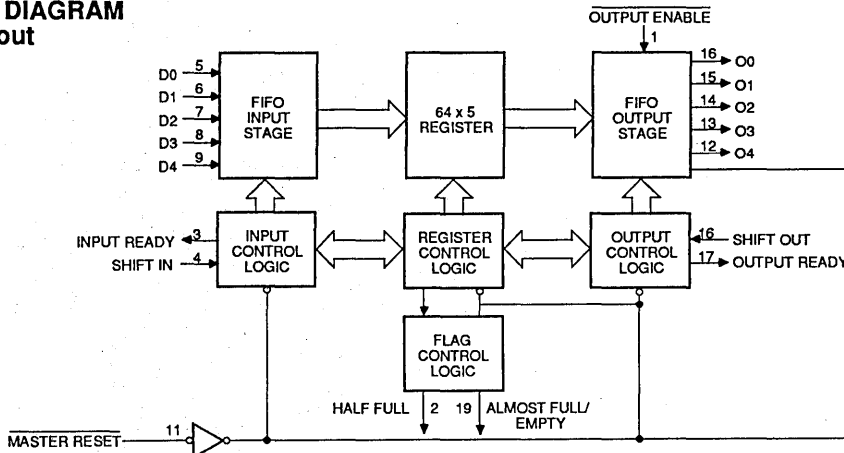 DIAGRAM
out
OUTPUT ENABLE
1
D0 5
D1 6
D2 7
D3 8
D4 9
FIFO
INPUT
STAGE
64 x 5
REGISTER
FIFO
OUTPUT
STAGE
16 O0
15 O1
14 O2
13 O3
12 O4
INPUT READY 3
SHIFT IN 4
INPUT
CONTROL
LOGIC
REGISTER
CONTROL
LOGIC
OUTPUT
CONTROL
LOGIC
16 SHIFT OUT
17 OUTPUT READY
FLAG
CONTROL
LOGIC
HALF FULL 2 19 ALMOST FULL/
EMPTY
MASTER RESET 11